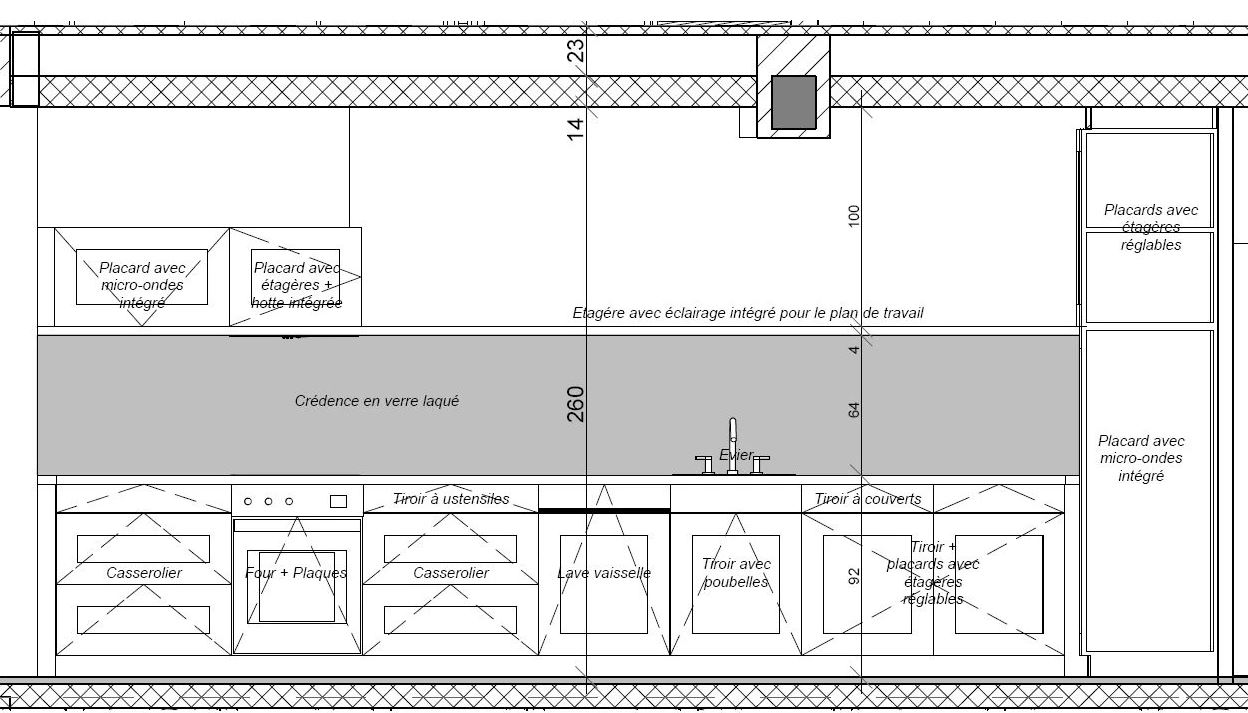 23
14
100
Placards avec
étagères
réglables
Placard avec
micro-ondes
intégré
Placard avec
étagères +
hotte intégrée
Etagére avec éclairage intégré pour le plan de travail
4
Crédence en verre laqué
260
64
Evier
Placard avec
micro-ondes
intégré
Tiroir à ustensiles
Tiroir à couverts
Casserolier
Four + Plaques
Casserolier
Lave vaisselle
Tiroir avec
poubelles
92
Tiroir +
placards avec
étagères
réglables